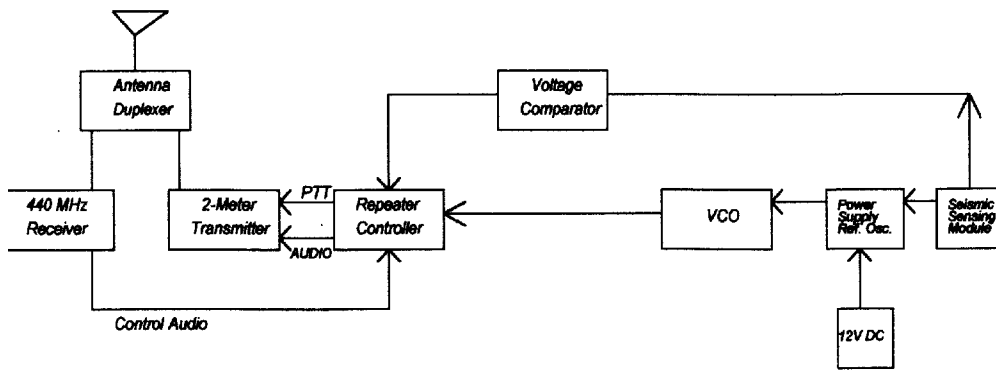 Antenna
Duplexer
Voltage
Comparator
440 MHz
Receiver
2-Meter
Transmitter
PTT
AUDIO
Repeater
Controller
VCO
Power
Supply
Ref. Osc.
Seismic
Sensing
Module
Control Audio
12V DC